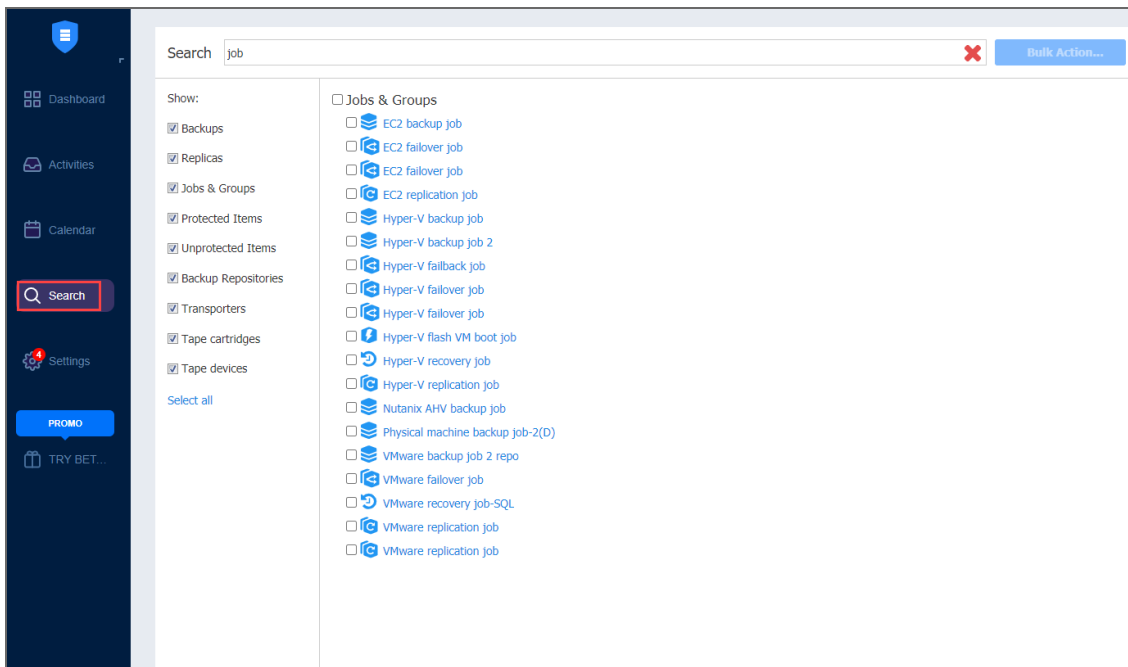 Search job Bulk Action...
Dashboard
Activities
Calendar
Search
4
Settings
PROMO
TRY BET...
Show:
Backups
Replicas
Jobs & Groups
Protected Items
Unprotected Items
Backup Repositories
Transporters
Tape cartridges
Tape devices
Select all
Jobs & Groups
EC2 backup job
EC2 failover job
EC2 failover job
EC2 replication job
Hyper-V backup job
Hyper-V backup job 2
Hyper-V failback job
Hyper-V failover job
Hyper-V failover job
Hyper-V flash VM boot job
Hyper-V recovery job
Hyper-V replication job
Nutanix AHV backup job
Physical machine backup job-2(D)
VMware backup job 2 repo
VMware failover job
VMware recovery job-SQL
VMware replication job
VMware replication job